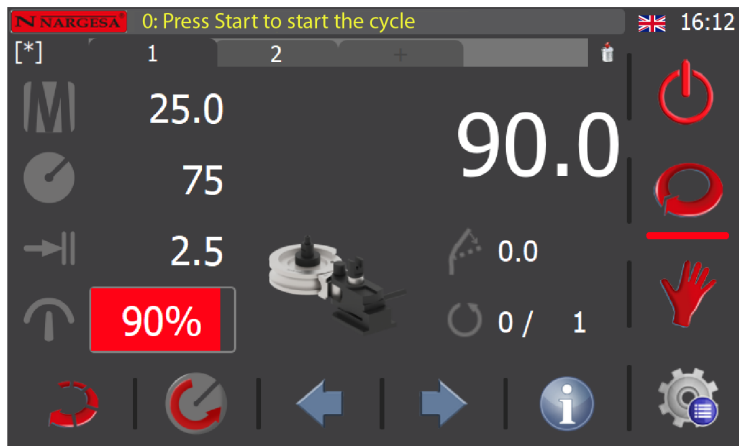 NARGESA 0: Press Start to start the cycle 16:12
[*] 1 2 +
25.0
90.0
75
2.5
0.0
90%
0 / 1
i